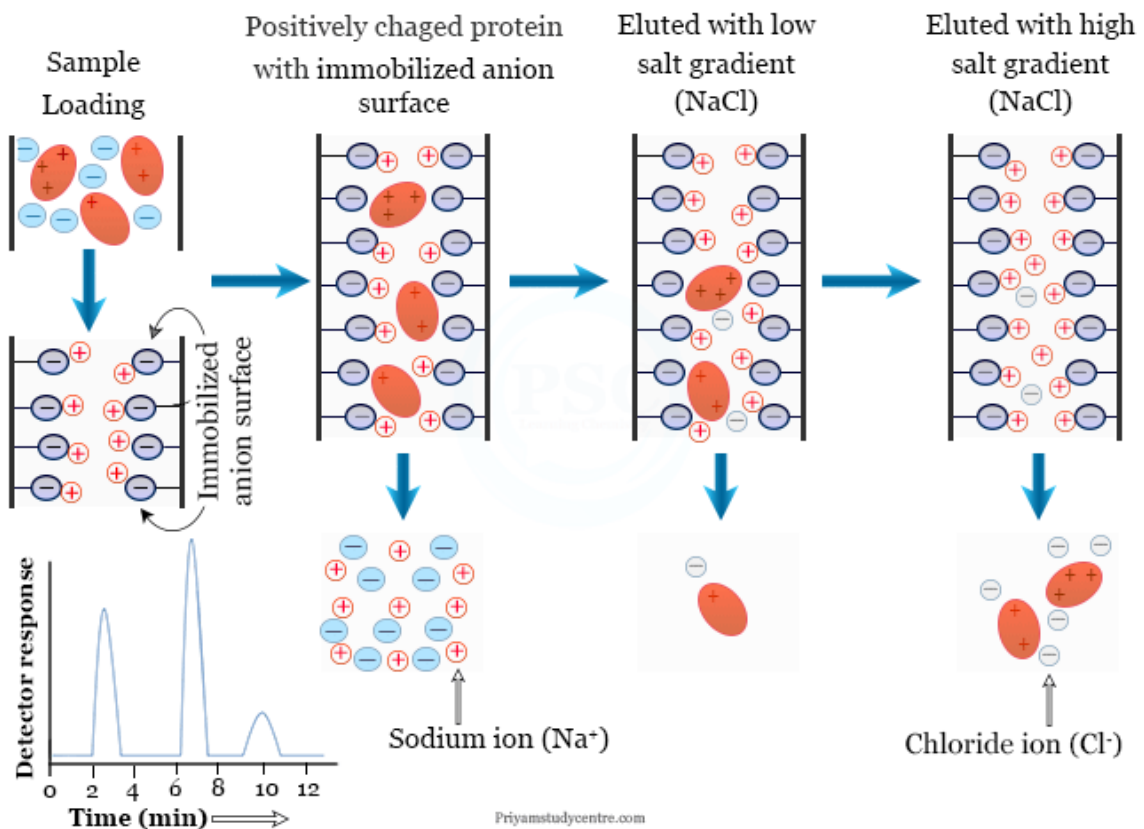 Sample
Loading
Positively chaged protein
with immobilized anion
surface
Eluted with low
salt gradient
(NaCl)
Eluted with high
salt gradient
(NaCl)
Immobilized
anion surface
Sodium ion (Na⁺)
Chloride ion (Cl⁻)
Detector response
0 2 4 6 8 10 12
Time (min)
PSC
Priyamstudycentre.com